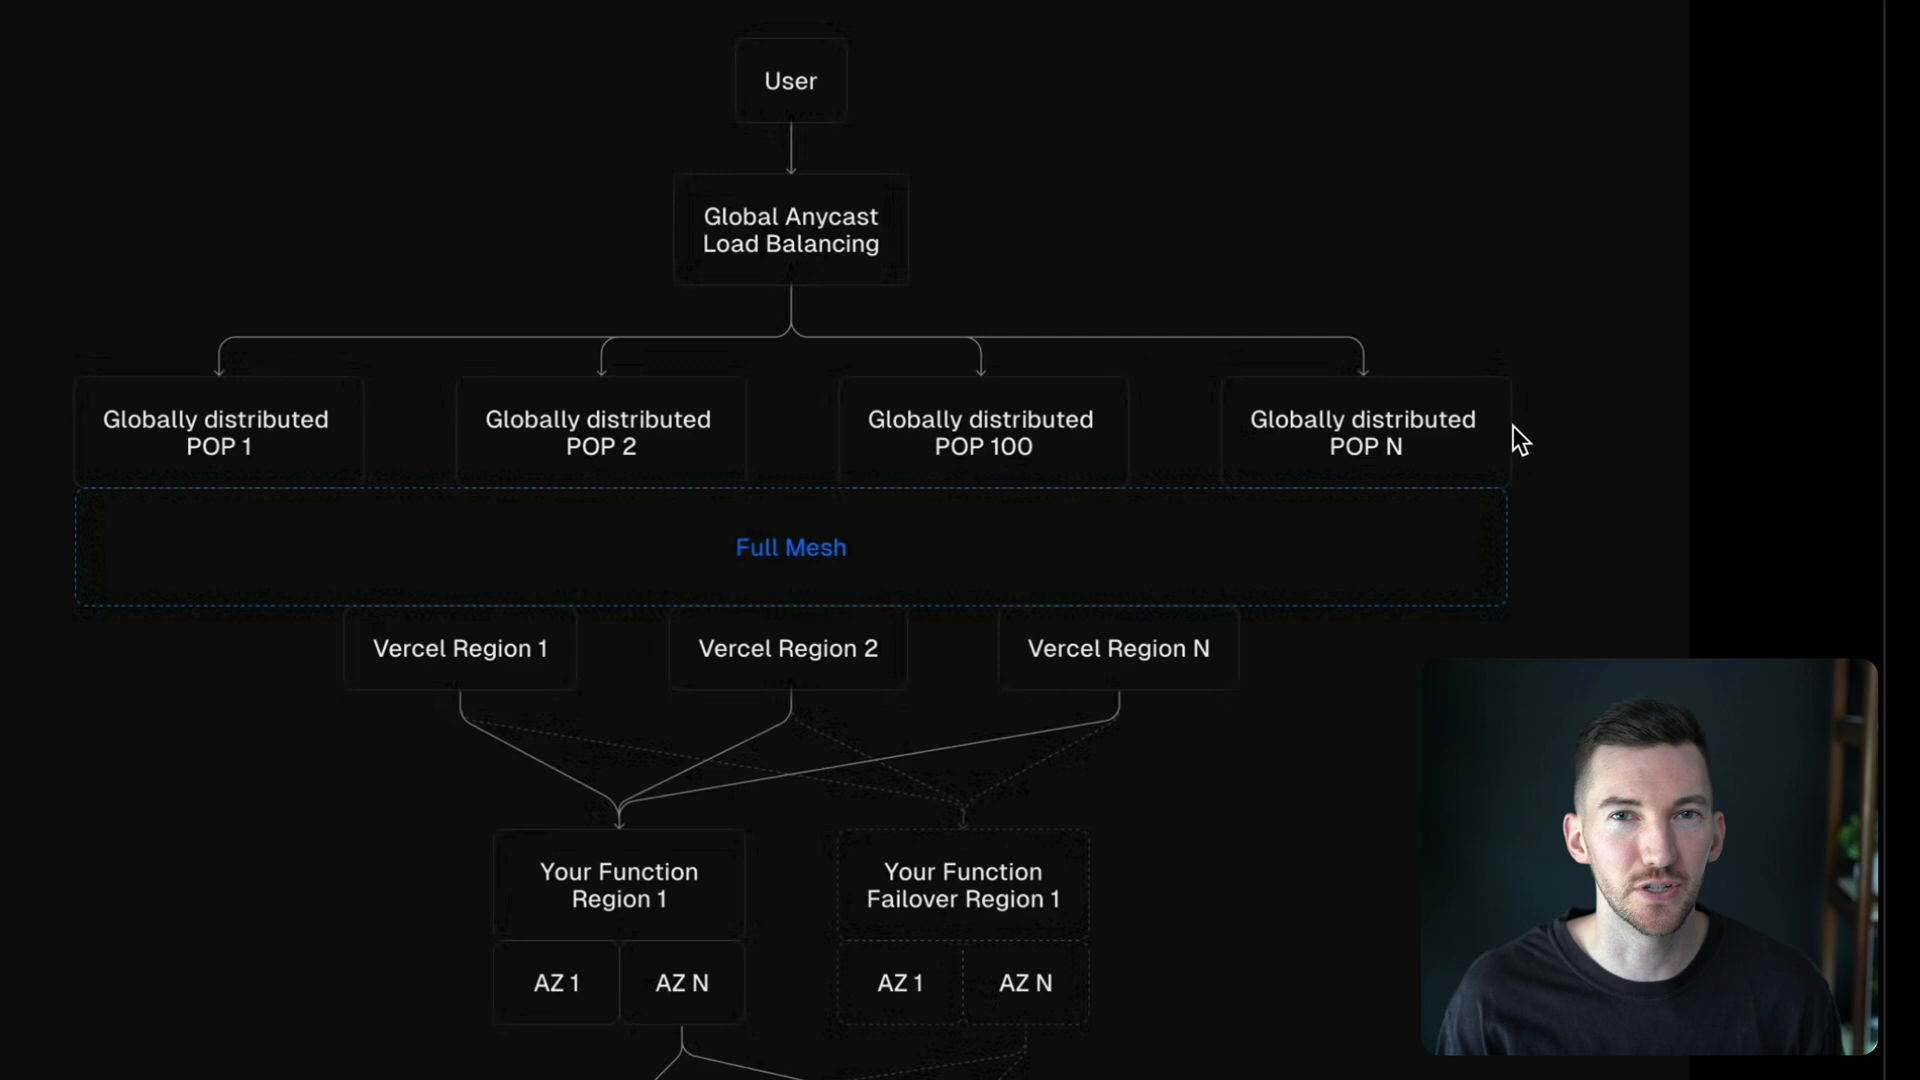 User
Global Anycast
Load Balancing
Globally distributed
POP 1
Globally distributed
POP 2
Globally distributed
POP 100
Globally distributed
POP N
Full Mesh
Vercel Region 1
Vercel Region 2
Vercel Region N
Your Function
Region 1
Your Function
Failover Region 1
AZ 1
AZ N
AZ 1
AZ N